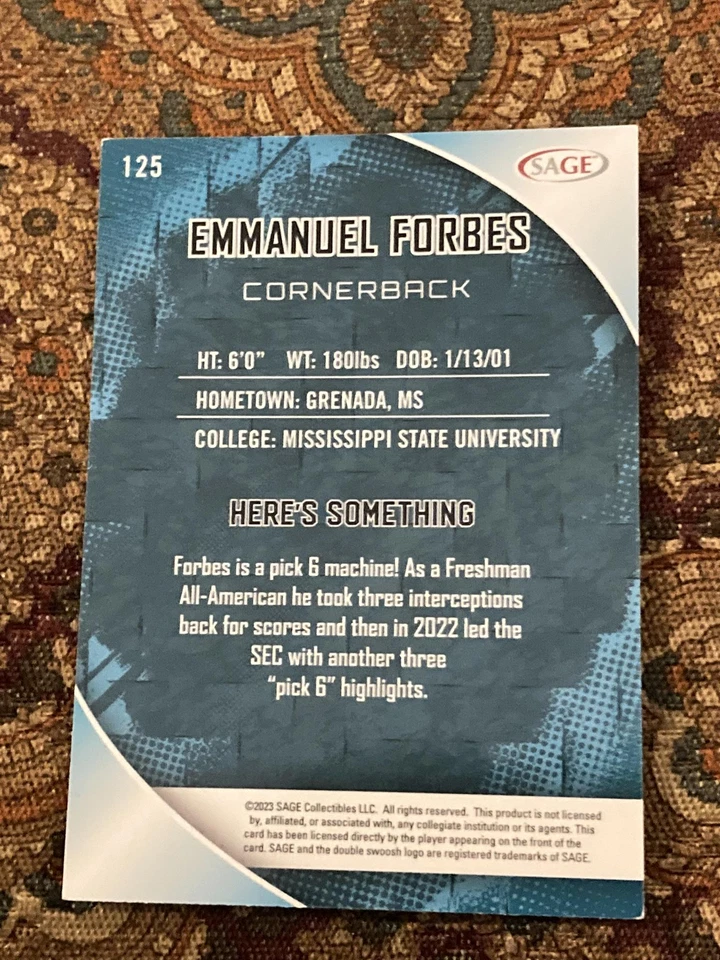 125
SAGE
EMMANUEL FORBES
CORNERBACK
HT: 6'0" WT: 180lbs DOB: 1/13/01
HOMETOWN: GRENADA, MS
COLLEGE: MISSISSIPPI STATE UNIVERSITY
HERE'S SOMETHING
Forbes is a pick 6 machine! As a Freshman
All-American he took three interceptions
back for scores and then in 2022 led the
SEC with another three
“pick 6” highlights.
©2023 SAGE Collectibles LLC. All rights reserved. This product is not licensed
by, affiliated, or associated with, any collegiate institution or its agents. This
card has been licensed directly by the player appearing on the front of the
card. SAGE and the double swoosh logo are registered trademarks of SAGE.